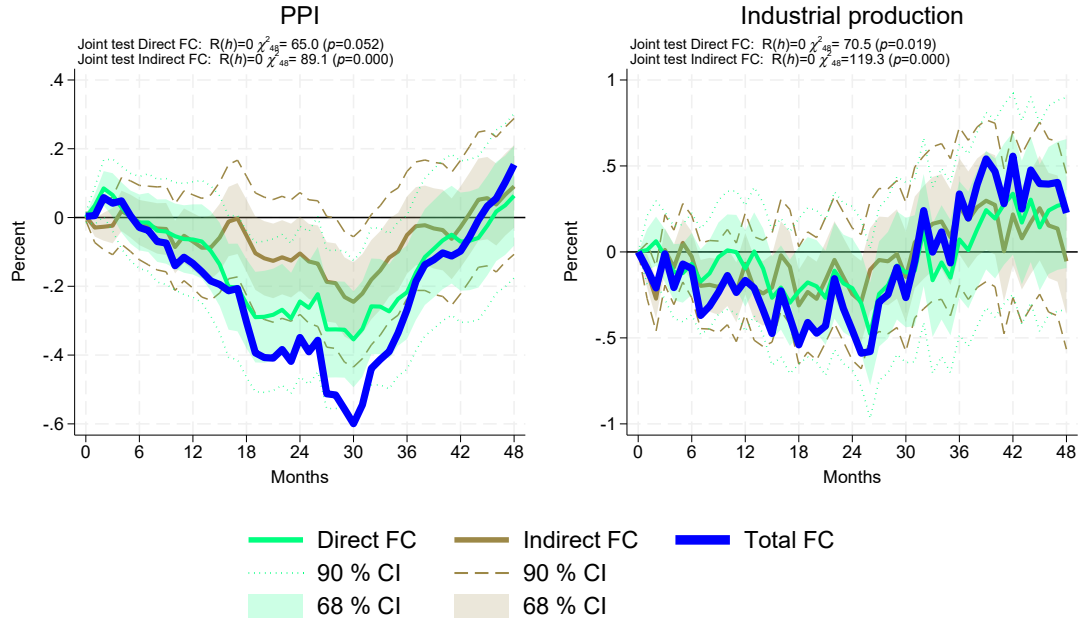 PPI
Joint test Direct FC: R(h)=0 χ²₄₈= 65.0 (p=0.052)
Joint test Indirect FC: R(h)=0 χ²₄₈= 89.1 (p=0.000)
.4
.2
0
-.2
-.4
-.6
Percent
0 6 12 18 24 30 36 42 48
Months
Industrial production
Joint test Direct FC: R(h)=0 χ²₄₈= 70.5 (p=0.019)
Joint test Indirect FC: R(h)=0 χ²₄₈=119.3 (p=0.000)
1
.5
0
-.5
-1
Percent
0 6 12 18 24 30 36 42 48
Months
Direct FC Indirect FC Total FC
90 % CI 90 % CI
68 % CI 68 % CI